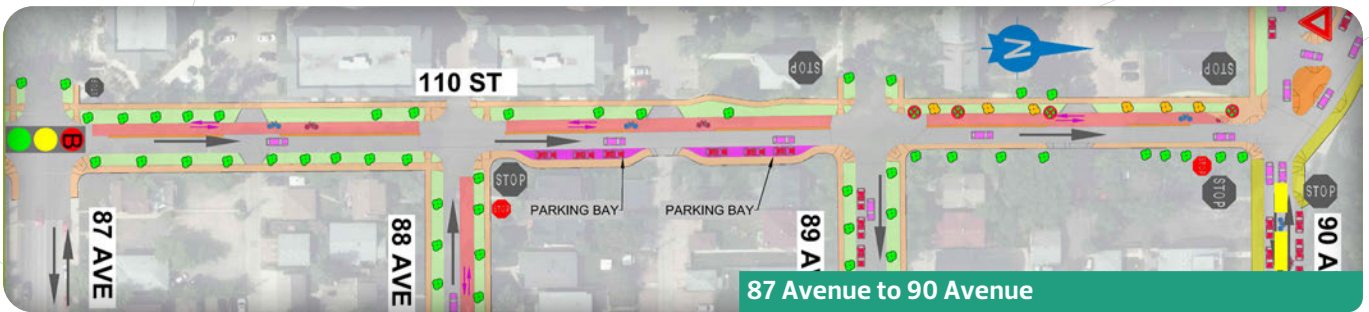 110 ST
STOP
STOP
N
B
STOP
STOP
STOP
PARKING BAY
PARKING BAY
87 AVE
88 AVE
89 AV
90 A
87 Avenue to 90 Avenue